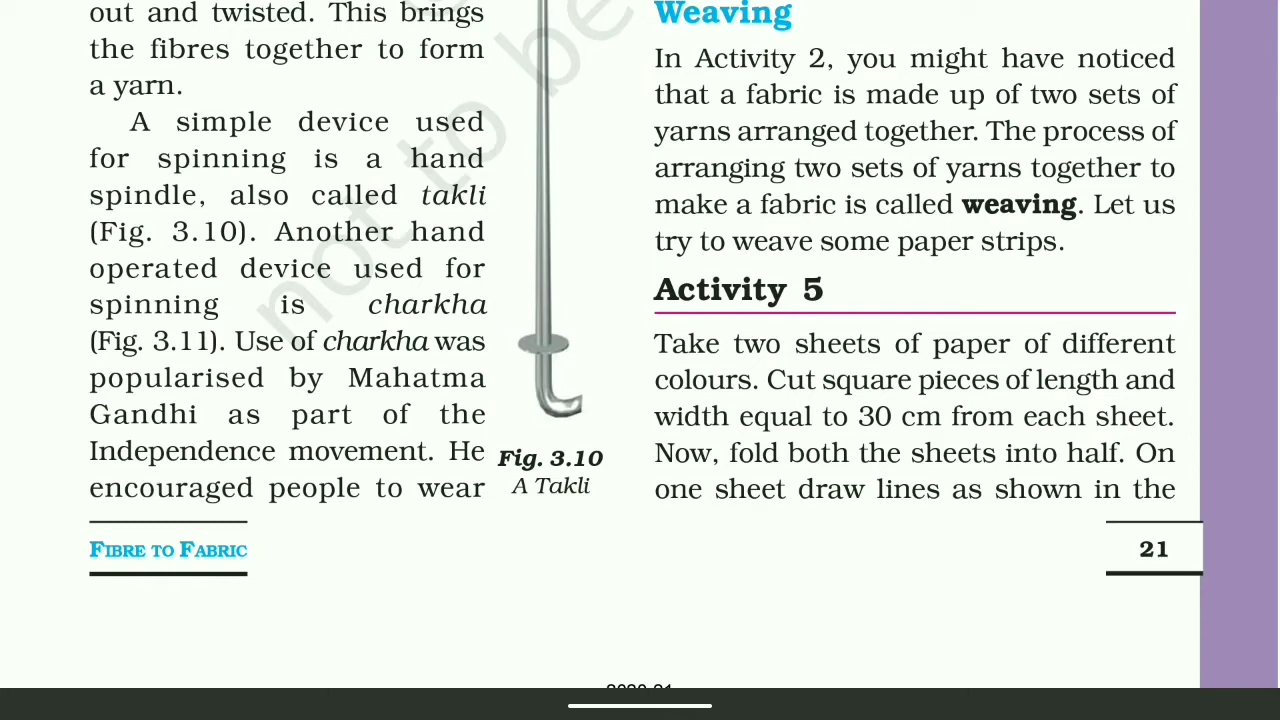 out and twisted. This brings
the fibres together to form
a yarn.
A simple device used
for spinning is a hand
spindle, also called takli
(Fig. 3.10). Another hand
operated device used for
spinning is charkha
(Fig. 3.11). Use of charkha was
popularised by Mahatma
Gandhi as part of the
Independence movement. He
encouraged people to wear
Fig. 3.10
A Takli
Weaving
In Activity 2, you might have noticed
that a fabric is made up of two sets of
yarns arranged together. The process of
arranging two sets of yarns together to
make a fabric is called weaving. Let us
try to weave some paper strips.
Activity 5
Take two sheets of paper of different
colours. Cut square pieces of length and
width equal to 30 cm from each sheet.
Now, fold both the sheets into half. On
one sheet draw lines as shown in the
FIBRE TO FABRIC
21
not to be